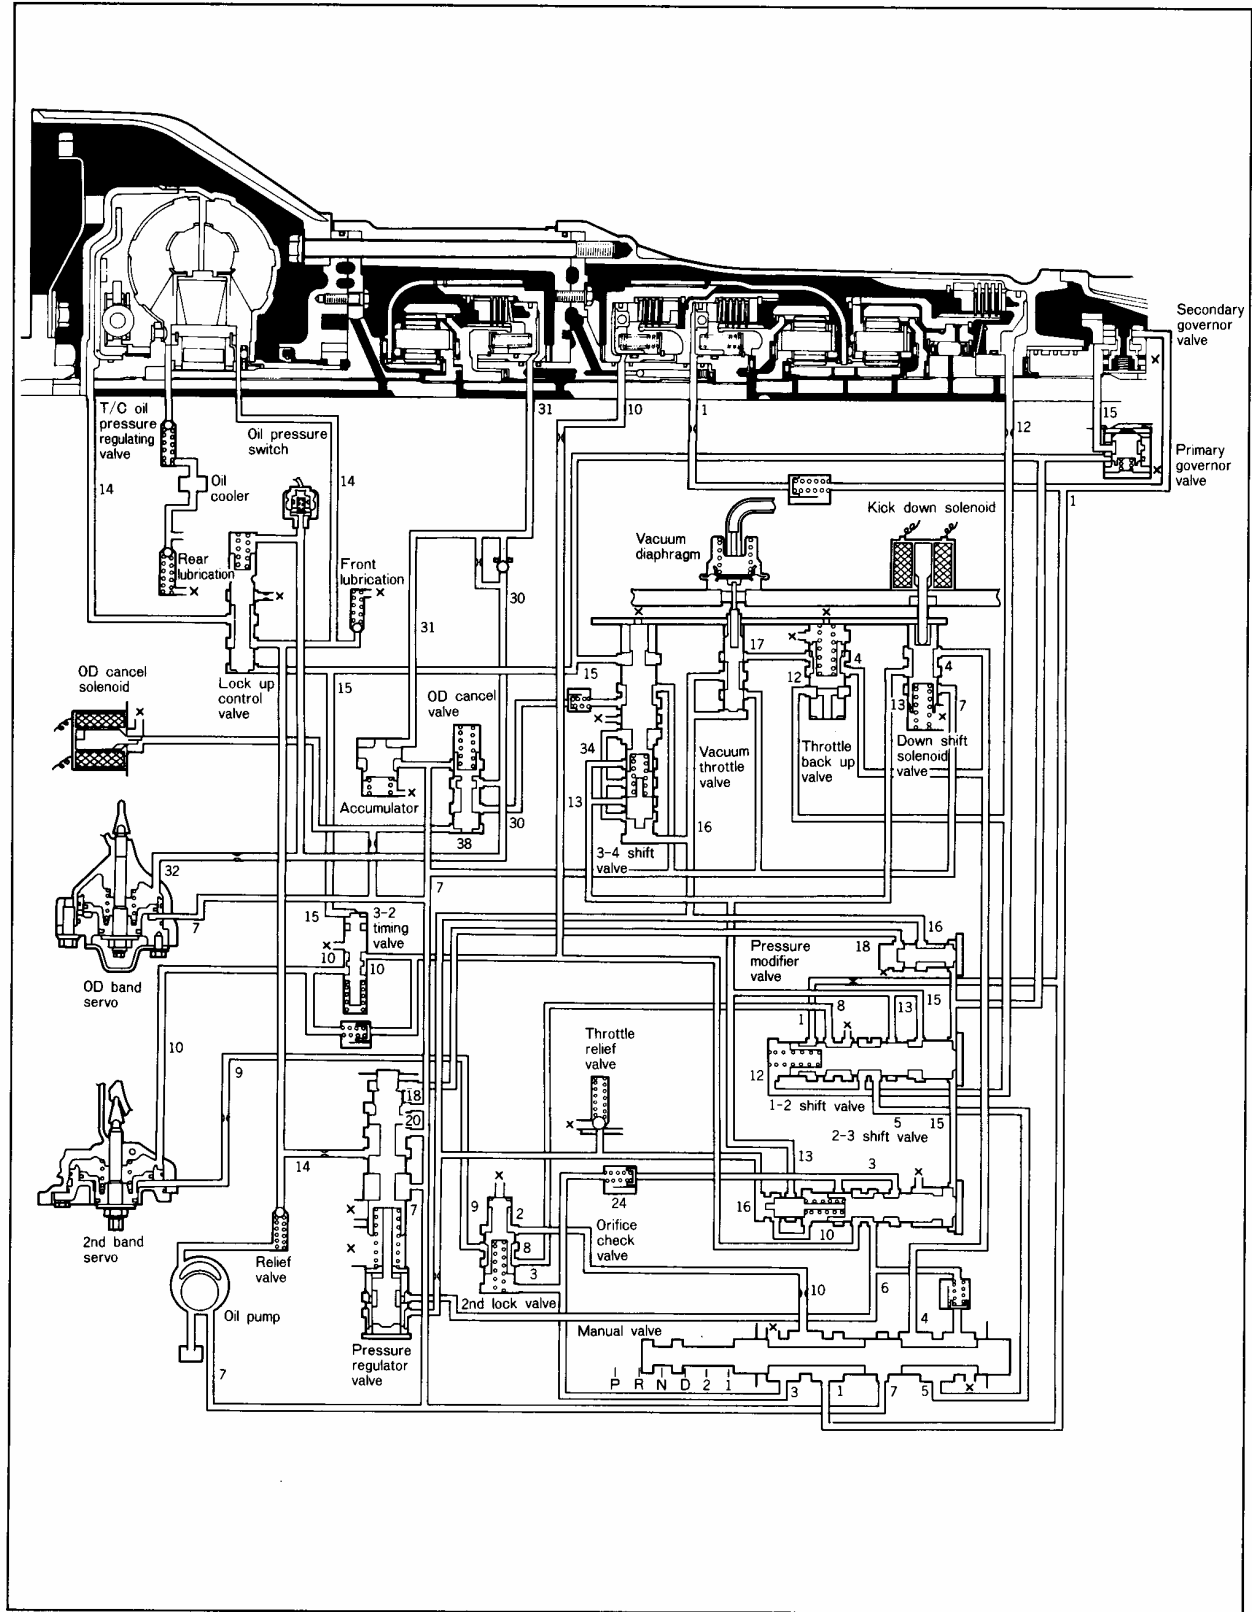 Secondary
governor
valve
31
10
1
12
15
T/C oil
pressure
regulating
valve
Oil pressure
switch
Primary
governor
valve
14
Oil
cooler
14
1
Kick down solenoid
Vacuum
diaphragm
Rear
lubrication
Front
lubrication
30
31
17
4
4
12
15
13
7
OD cancel
solenoid
Lock up
control
valve
15
OD cancel
valve
34
Vacuum
throttle
valve
Throttle
back up
valve
Down shift
solenoid
valve
Accumulator
13
30
16
38
3-4 shift
valve
32
7
7
15
3-2
timing
valve
16
18
Pressure
modifier
valve
10
10
OD band
servo
15
8
13
1
Throttle
relief
valve
10
9
12
18
1-2 shift valve
20
5
15
2-3 shift valve
14
13
3
24
9
2
7
16
Orifice
check
valve
10
8
3
2nd band
servo
Relief
valve
6
10
2nd lock valve
4
Oil pump
Manual valve
Pressure
regulator
valve
7
P R N D 2 1
3 1 7 5